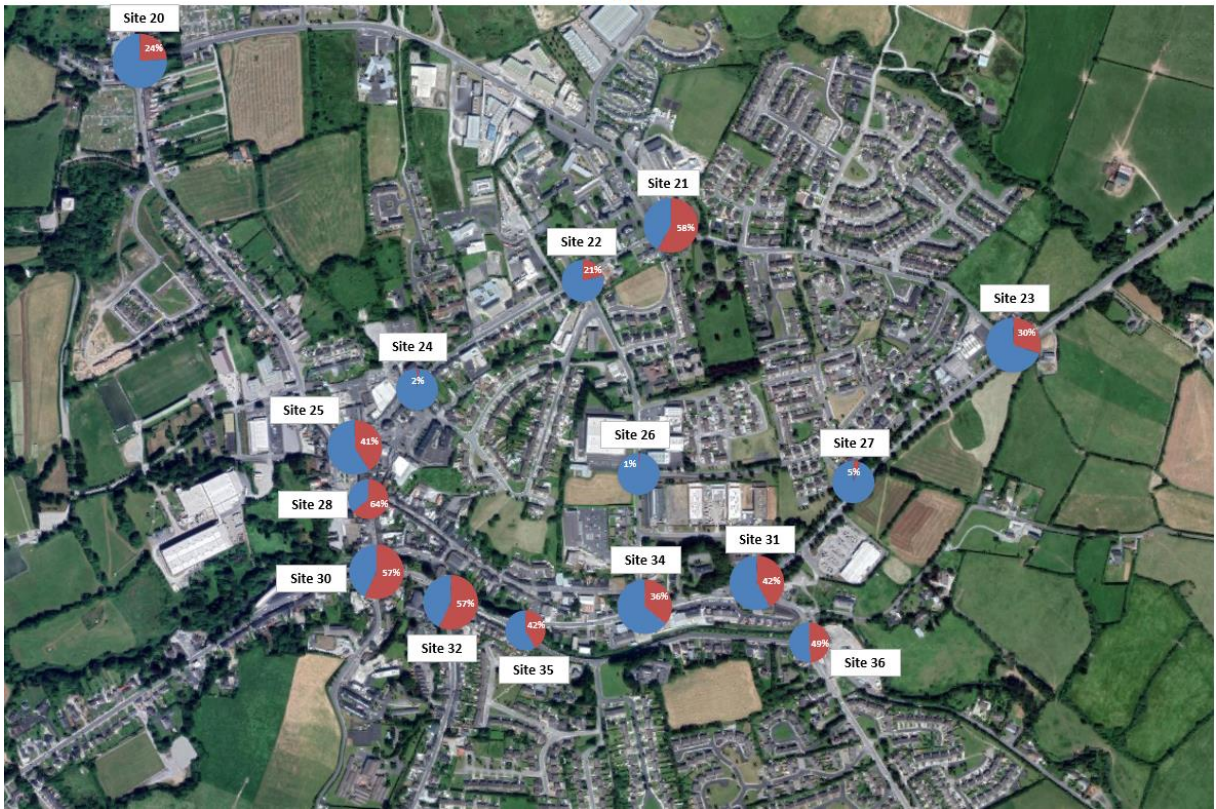 Site 20
24%
Site 21
58%
Site 22
21%
Site 23
30%
Site 24
2%
Site 25
41%
Site 26
1%
Site 27
5%
Site 28
64%
Site 30
57%
Site 31
42%
Site 34
36%
57%
Site 32
42%
Site 35
49%
Site 36